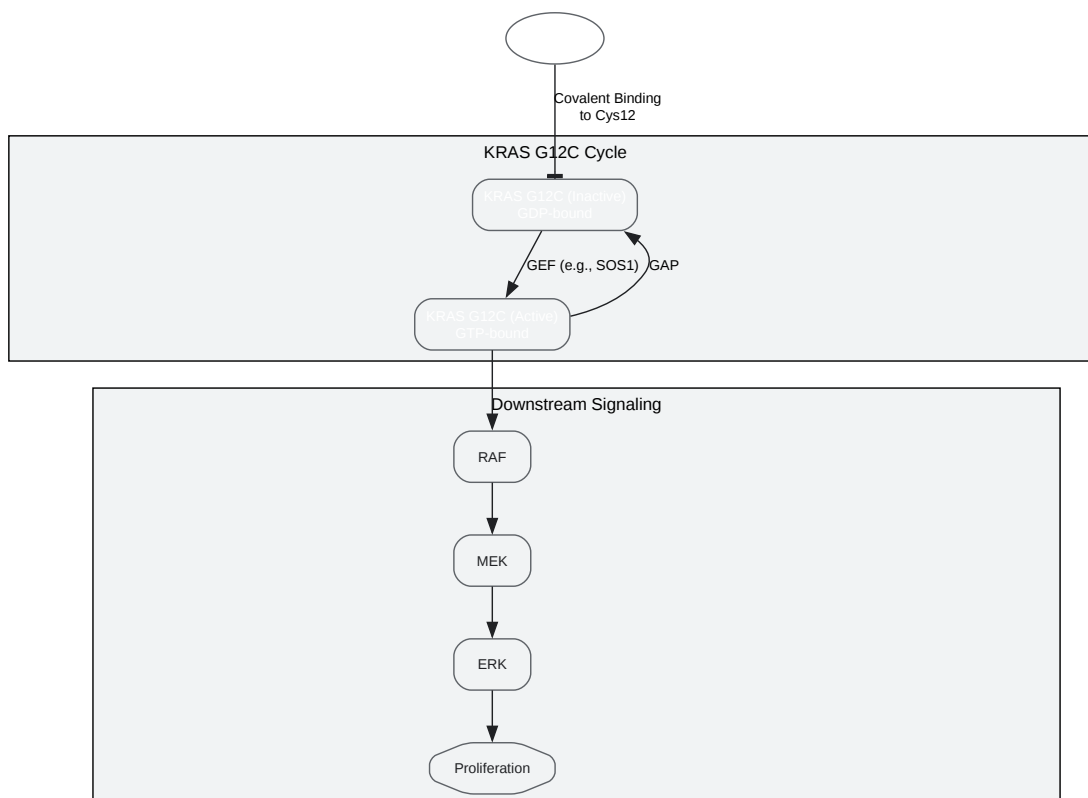 Covalent Binding
to Cys12
KRAS G12C Cycle
KRAS G12C (Inactive)
GDP-bound
GEF (e.g., SOS1)
GAP
KRAS G12C (Active)
GTP-bound
Downstream Signaling
RAF
MEK
ERK
Proliferation